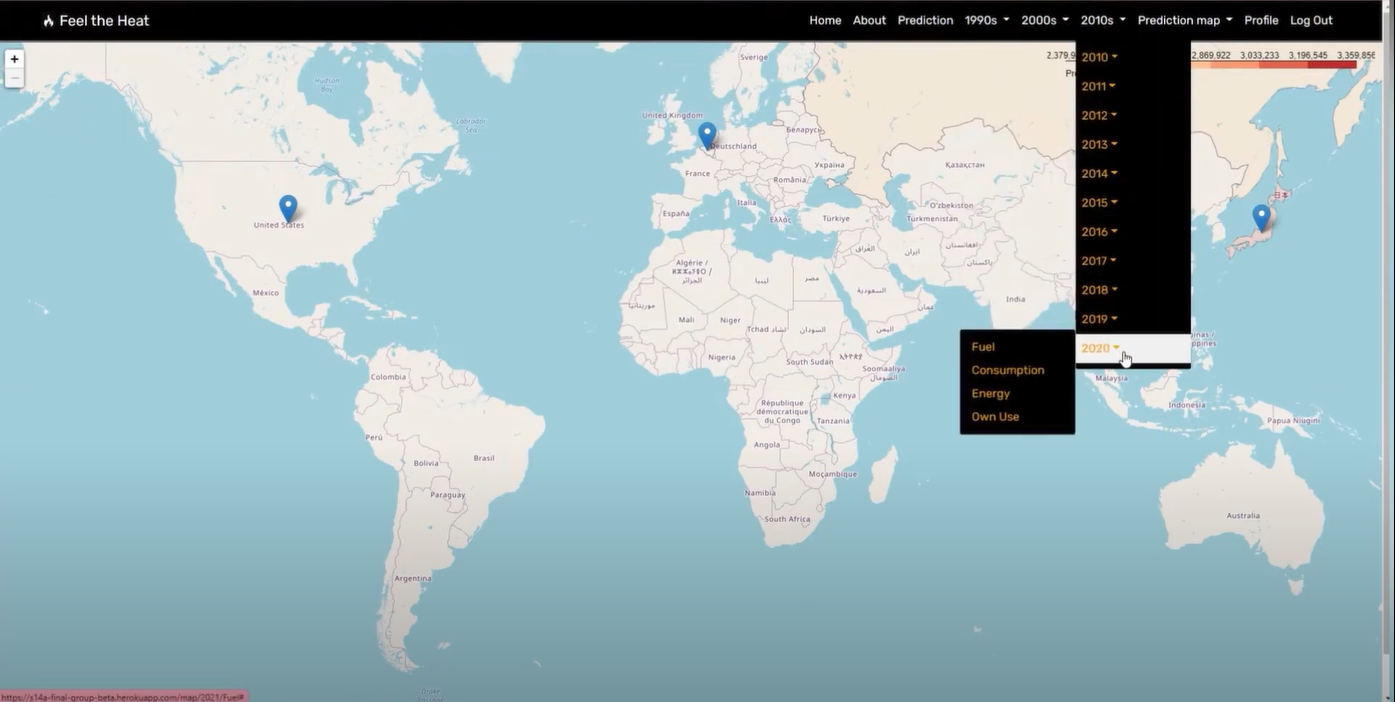 Feel the Heat
Home About Prediction 1990s 2000s 2010s Prediction map Profile Log Out
+
−
2,869,922 3,033,233 3,196,545 3,359,856
2010
2011
2012
2013
2014
2015
2016
2017
2018
2019
2020
Fuel
Consumption
Energy
Own Use
Hudson
Bay
Labrador
Sea
Sverige
United Kingdom
Беларусь
Deutschland
Україна
France
România
Italia
España
Ελλάς
Türkiye
Қазақстан
O'zbekiston
Türkmenistan
افغانستان
ایران
العراق
پاکستان
日本
United States
México
Algérie /
ⵍⵣⵣⴰⵢⴻⵔ /
الجزائر
ليبيا
مصر
السعودية
عمان
اليمن
India
موريتانيا
Mali
Niger
Tchad تشاد
السودان
Nigeria
South Sudan
ኢትዮጵያ
Soomaaliya
الصومال
Kenya
République
démocratique
du Congo
Tanzania
Angola
Moçambique
Namibia
South Africa
Colombia
Perú
Brasil
Bolivia
Paraguay
Argentina
Malaysia
Indonesia
Papua Niugini
Australia
Drake
https://s14a-final-group-beta.herokuapp.com/map/2021/Fuel#